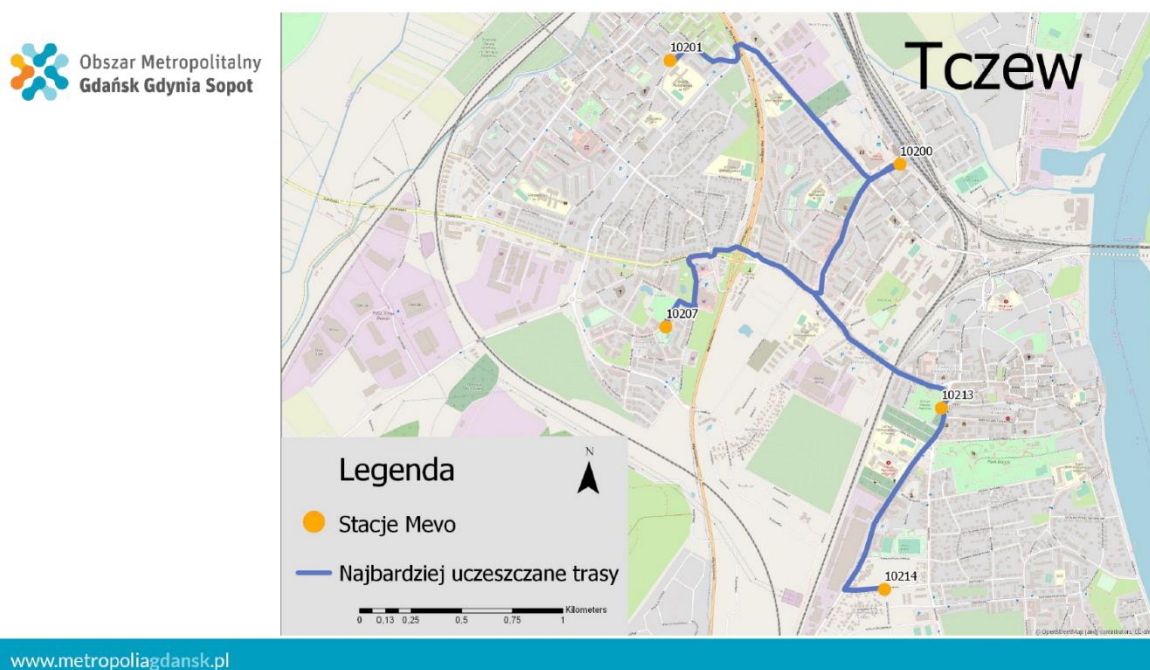 Obszar Metropolitalny
Gdańsk Gdynia Sopot
Tczew
10201
10200
10207
10213
10214
Legenda
N
Stacje Mevo
Najbardziej uczeszczane trasy
Kilometers
0 0,13 0,25 0.5 0.75 1
www.metropoliagdansk.pl